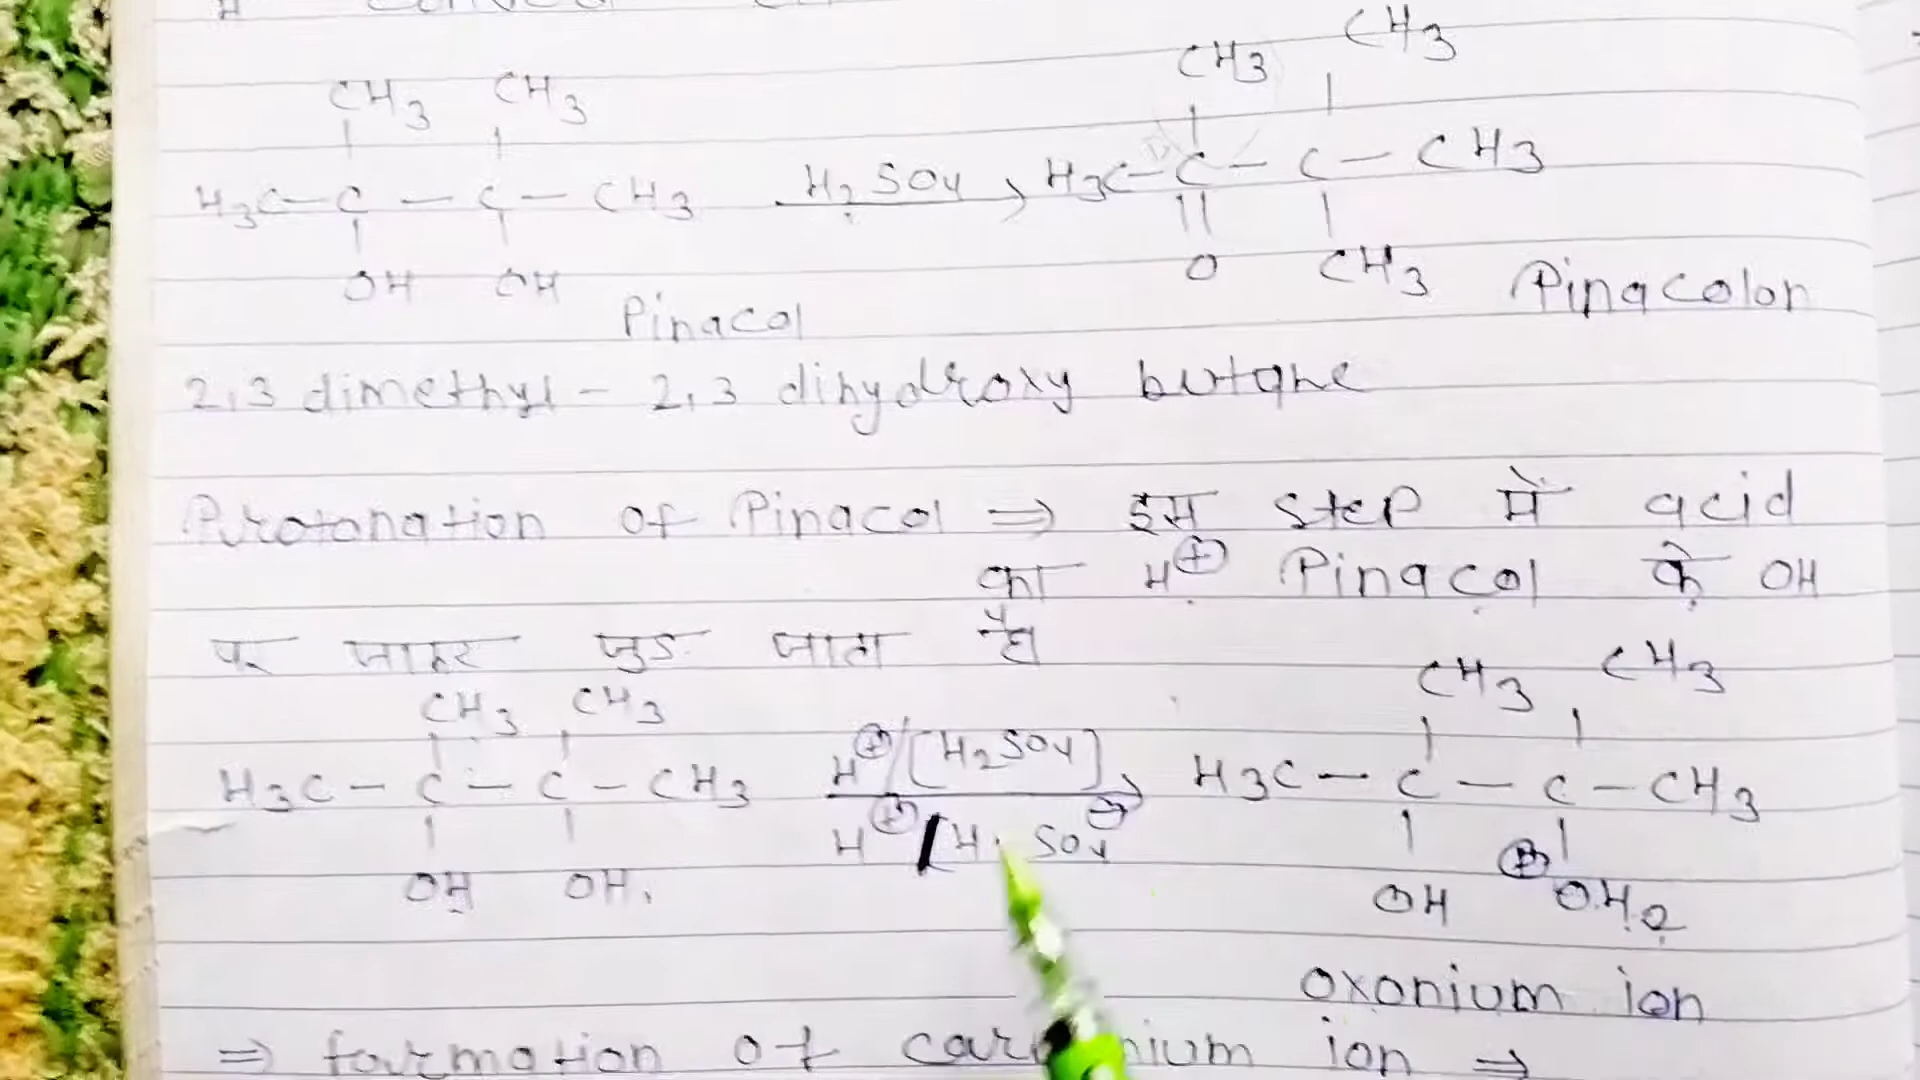 CH3 CH3 CH3 CH3
H3C - C - C - CH3 H2SO4 → H3C - C - C - CH3
OH OH O CH3 Pinacolon
Pinacol
2,3 dimethyl - 2,3 dihydroxy butane
Protonation of Pinacol ⇒ इस step में acid
का H⊕ Pinacol के OH
पर जाकर जुड जाता है
CH3 CH3 CH3 CH3
H3C - C - C - CH3 H⊕/[H2SO4] → H3C - C - C - CH3
H⊕ SO4
OH OH. OH ⊕OH2
oxonium ion
⇒ formation of ion ⇒